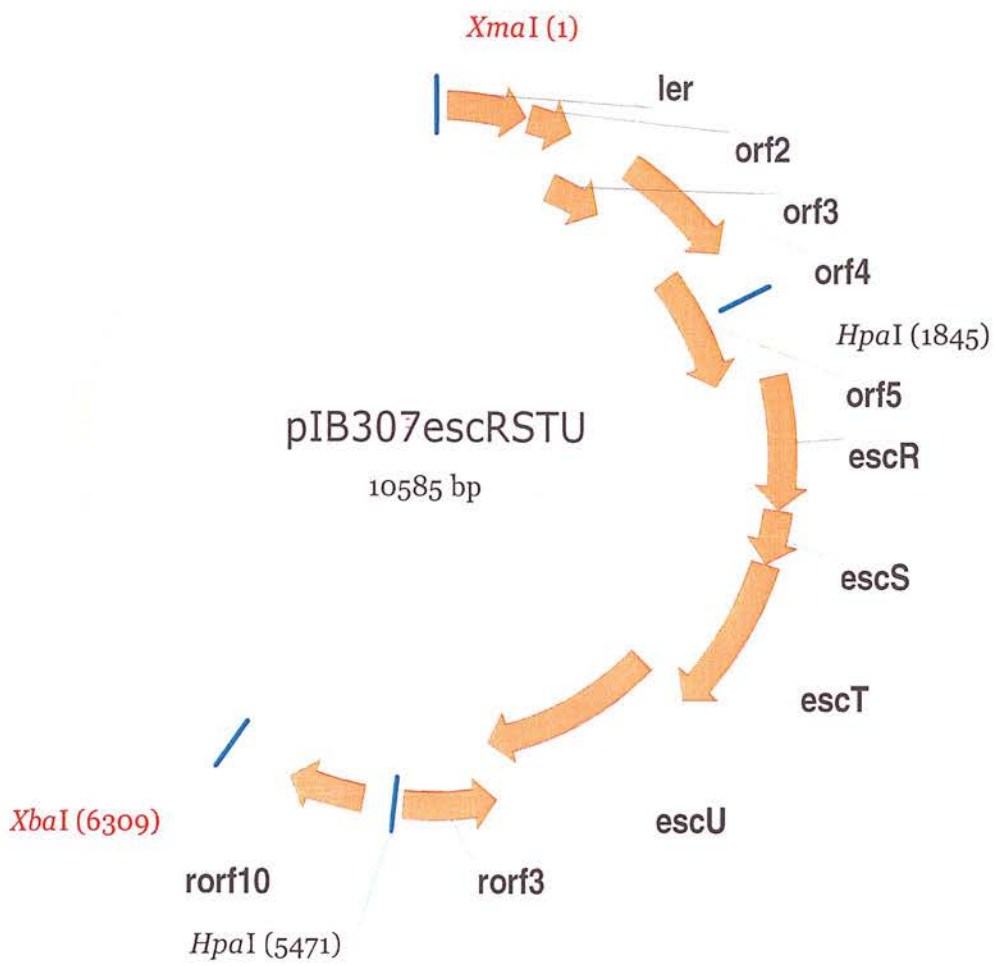 XmaI (1)
ler
orf2
orf3
orf4
HpaI (1845)
orf5
pIB307escRSTU
escR
10585 bp
escS
escT
XbaI (6309)
escU
rorf10
rorf3
HpaI (5471)